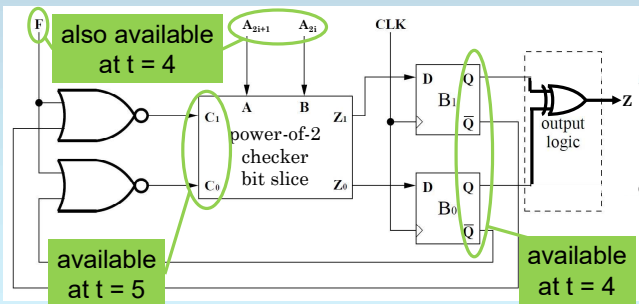 F
also available
at t = 4
A2i+1 A2i
CLK
A B
C1
Z1
power-of-2
checker
bit slice
C0
Z0
D Q
B1
Q̅
D Q
B0
Q̅
Z
output
logic
available
at t = 5
available
at t = 4